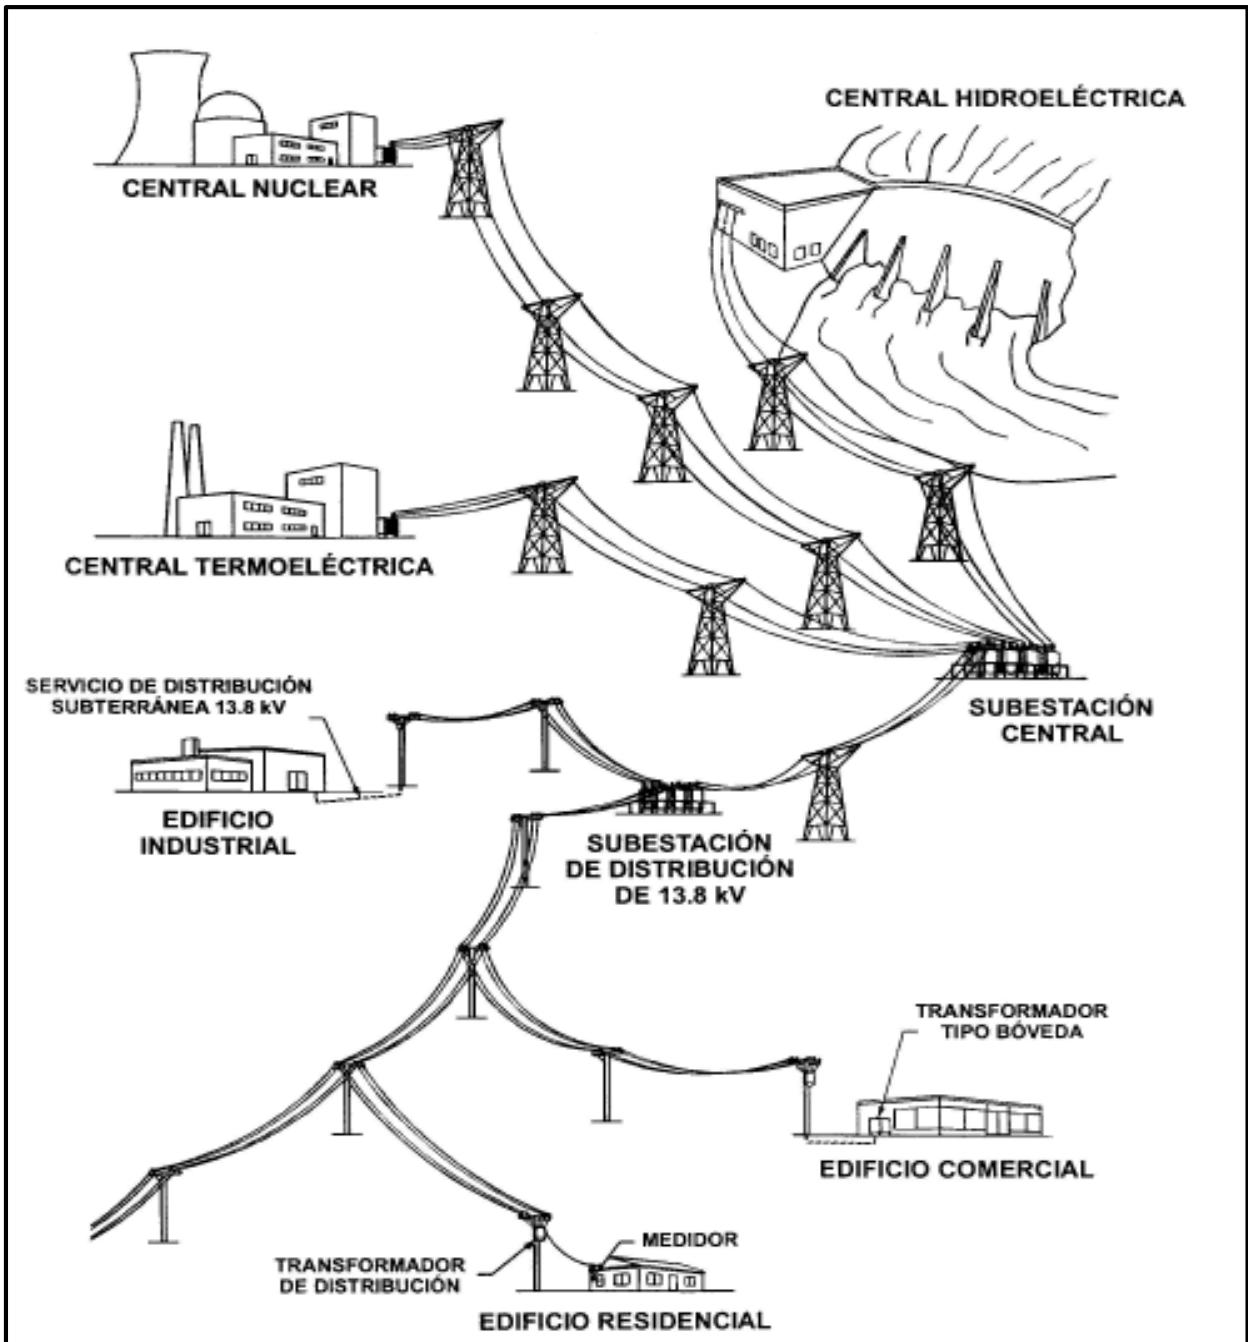 CENTRAL HIDROELÉCTRICA
CENTRAL NUCLEAR
CENTRAL TERMOELÉCTRICA
SERVICIO DE DISTRIBUCIÓN
SUBTERRÁNEA 13.8 kV
SUBESTACIÓN
CENTRAL
EDIFICIO
INDUSTRIAL
SUBESTACIÓN
DE DISTRIBUCIÓN
DE 13.8 kV
TRANSFORMADOR
TIPO BÓVEDA
EDIFICIO COMERCIAL
MEDIDOR
TRANSFORMADOR
DE DISTRIBUCIÓN
EDIFICIO RESIDENCIAL